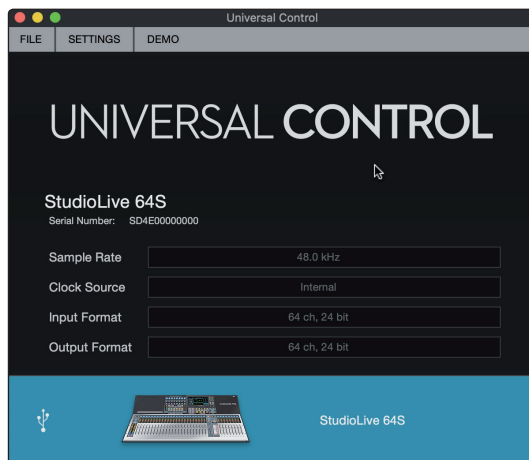 Universal Control
FILE SETTINGS DEMO
UNIVERSAL CONTROL
StudioLive 64S
Serial Number: SD4E00000000
Sample Rate 48.0 kHz
Clock Source Internal
Input Format 64 ch, 24 bit
Output Format 64 ch, 24 bit
StudioLive 64S